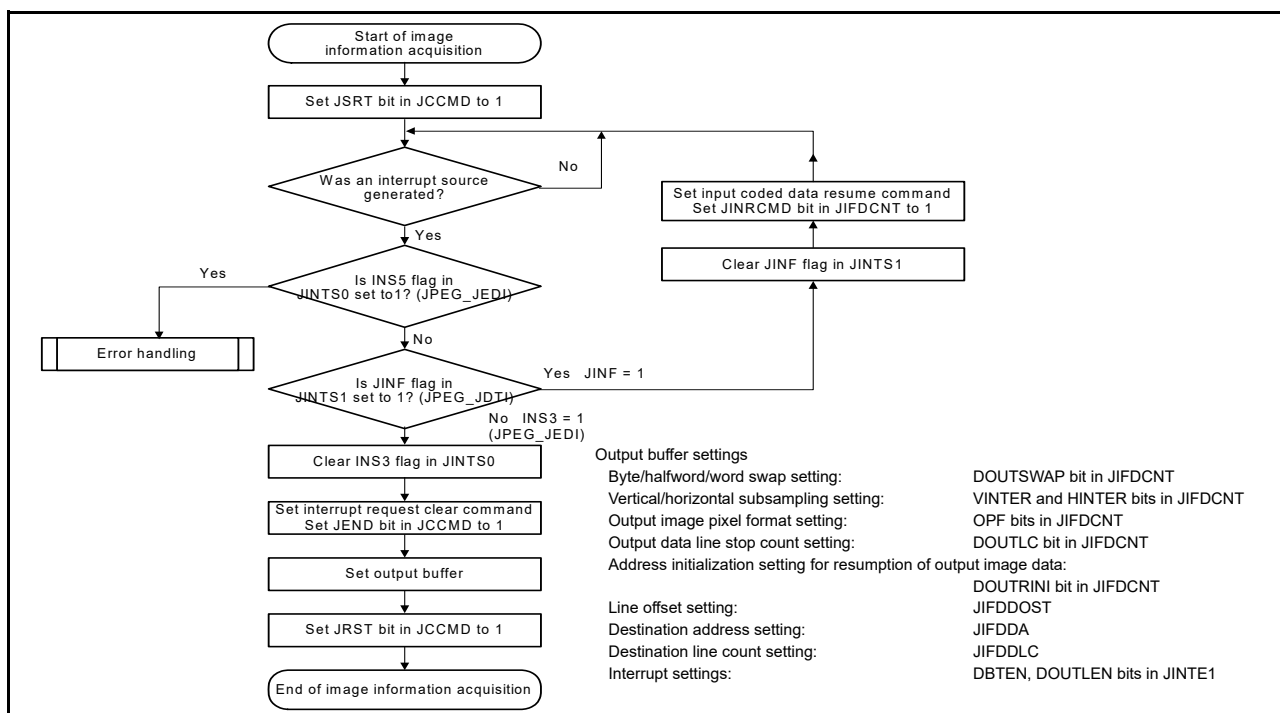 Start of image
information acquisition
Set JSRT bit in JCCMD to 1
Was an interrupt source
generated?
No
Yes
Set input coded data resume command
Set JINRCMD bit in JIFDCNT to 1
Clear JINF flag in JINTS1
Is INS5 flag in
JINTS0 set to1? (JPEG_JEDI)
Yes
No
Error handling
Is JINF flag in
JINTS1 set to 1? (JPEG_JDTI)
Yes JINF = 1
No INS3 = 1
(JPEG_JEDI)
Clear INS3 flag in JINTS0
Set interrupt request clear command
Set JEND bit in JCCMD to 1
Set output buffer
Set JRST bit in JCCMD to 1
End of image information acquisition
Output buffer settings
Byte/halfword/word swap setting: DOUTSWAP bit in JIFDCNT
Vertical/horizontal subsampling setting: VINTER and HINTER bits in JIFDCNT
Output image pixel format setting: OPF bits in JIFDCNT
Output data line stop count setting: DOUTLC bit in JIFDCNT
Address initialization setting for resumption of output image data:
DOUTRINI bit in JIFDCNT
Line offset setting: JIFDDOST
Destination address setting: JIFDDA
Destination line count setting: JIFDDLC
Interrupt settings: DBTEN, DOUTLEN bits in JINTE1